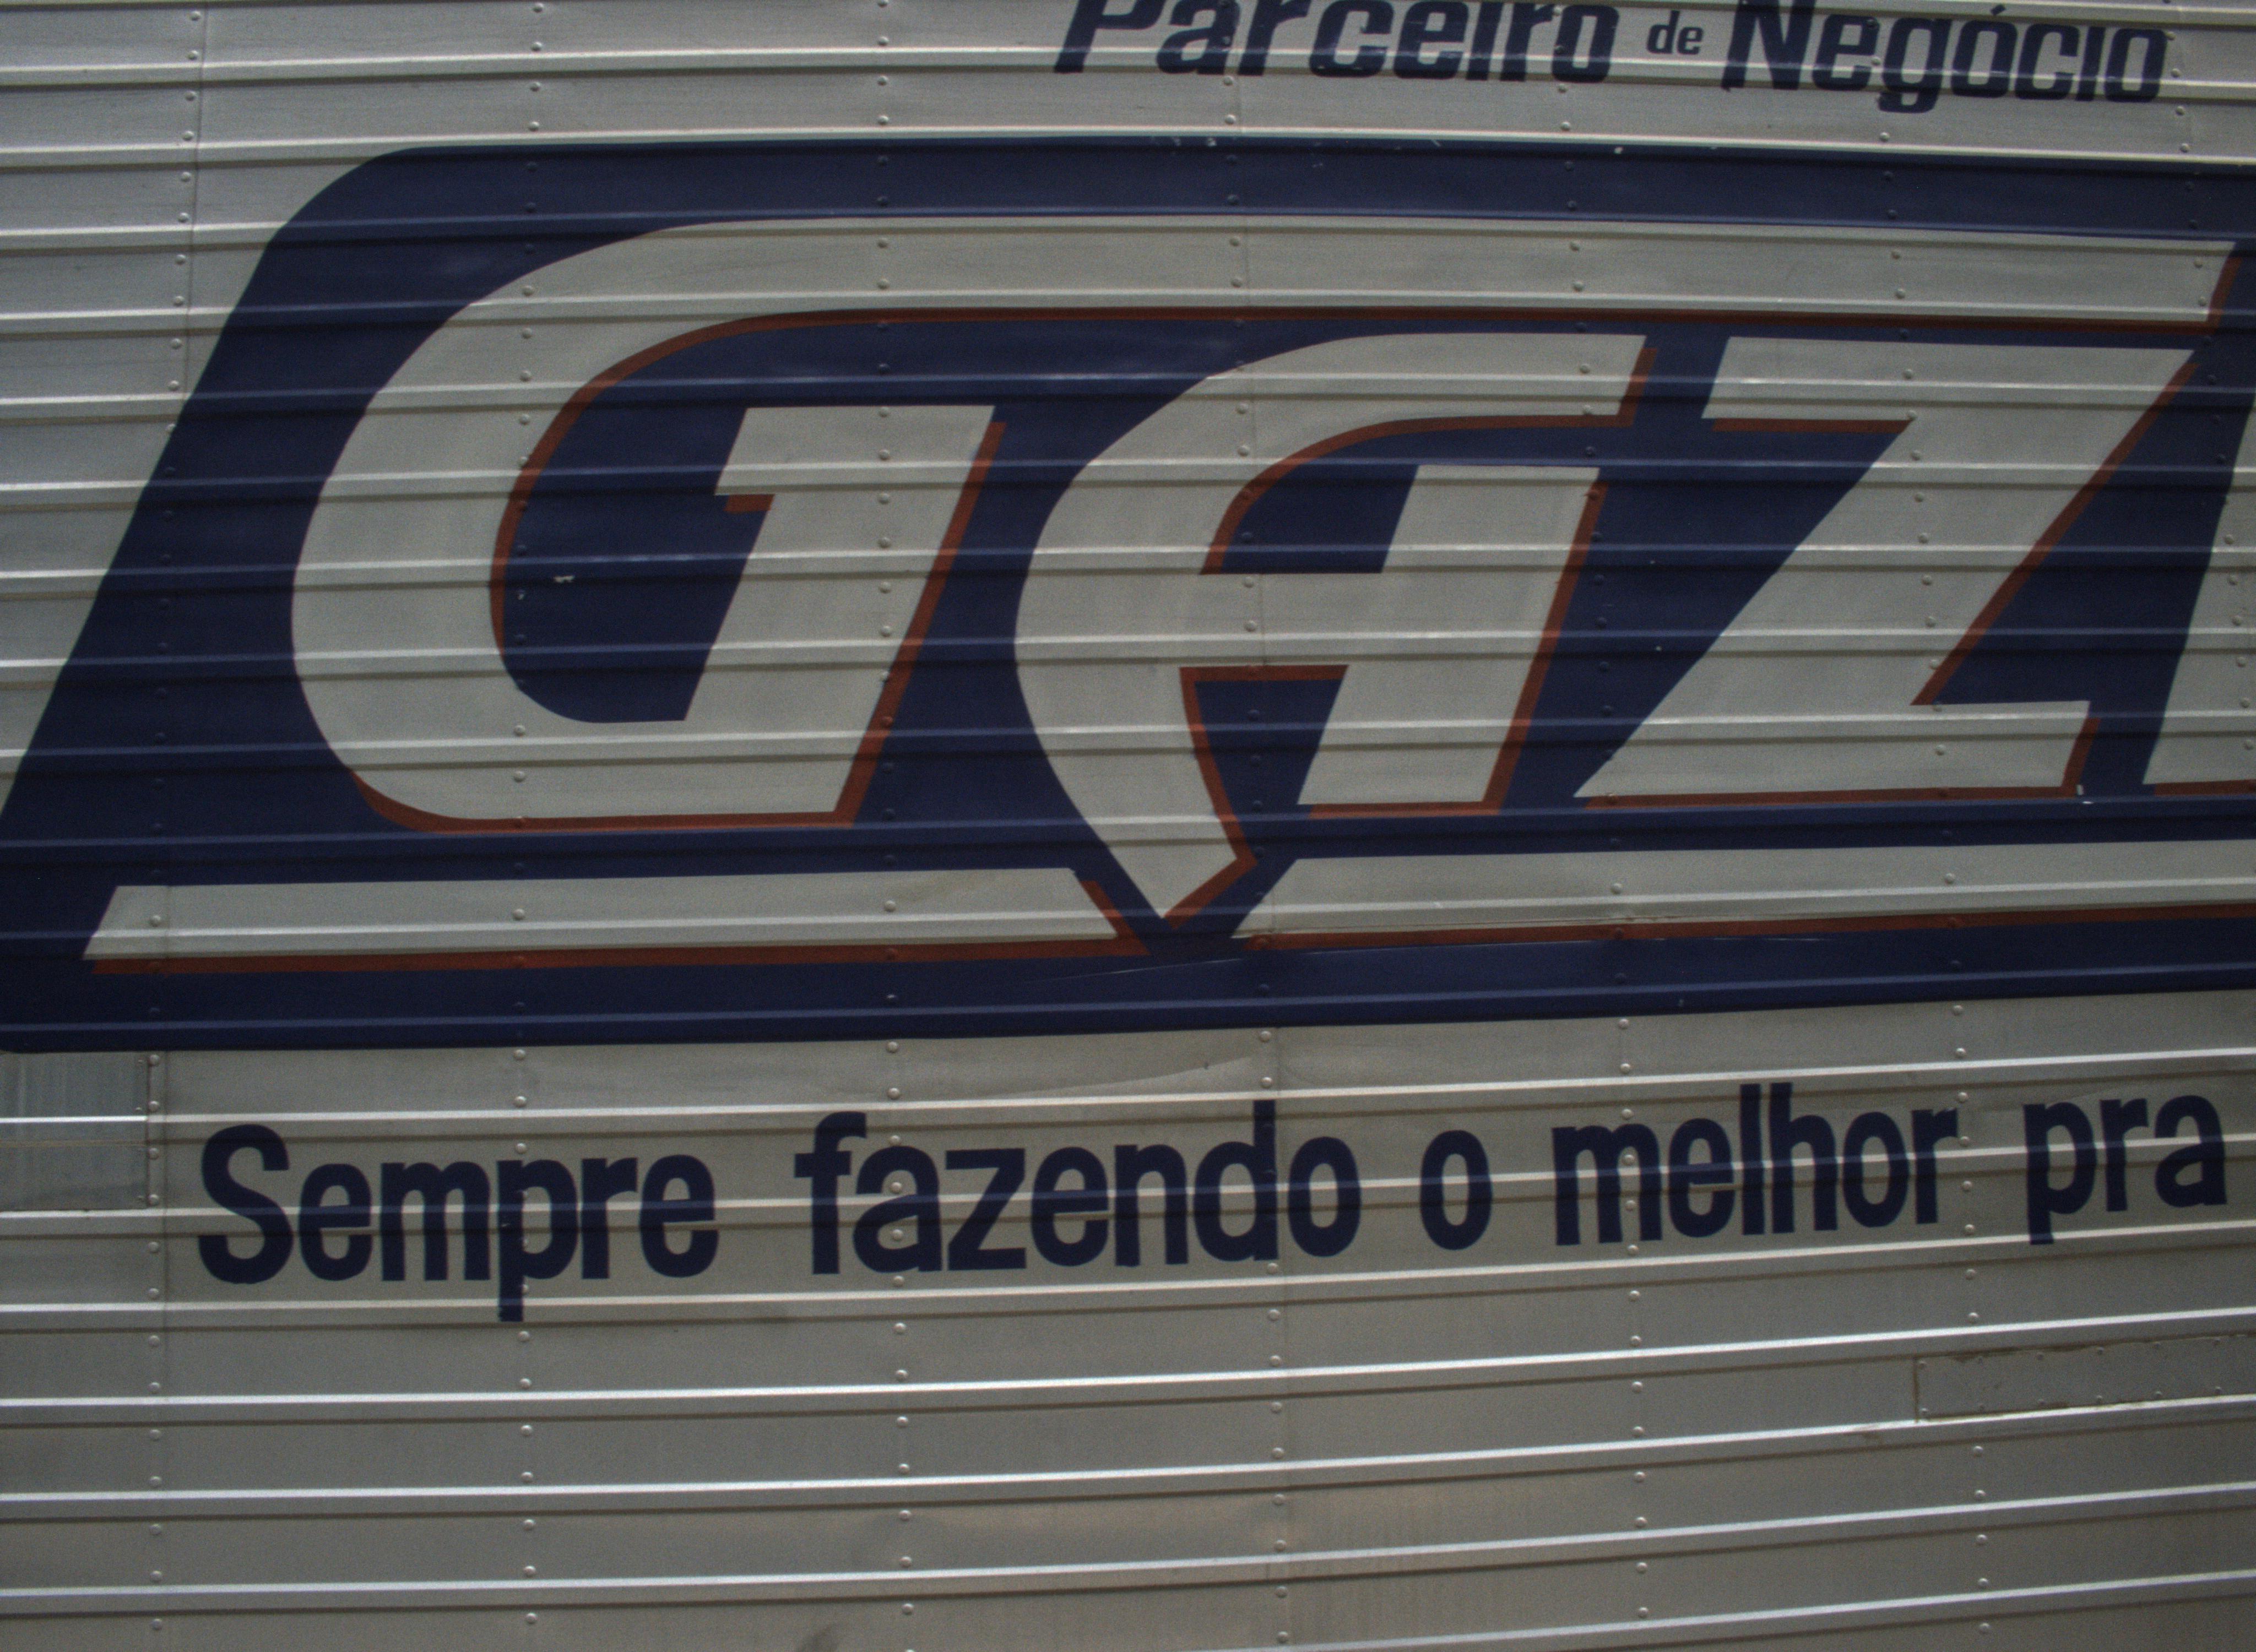 Parceiro de Negócio
GAZ
Sempre fazendo o melhor pra